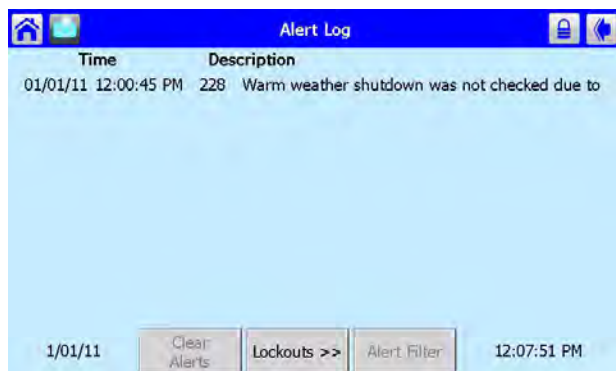 Alert Log
Time Description
01/01/11 12:00:45 PM 228 Warm weather shutdown was not checked due to
1/01/11 Clear Alerts Lockouts >> Alert Filter 12:07:51 PM